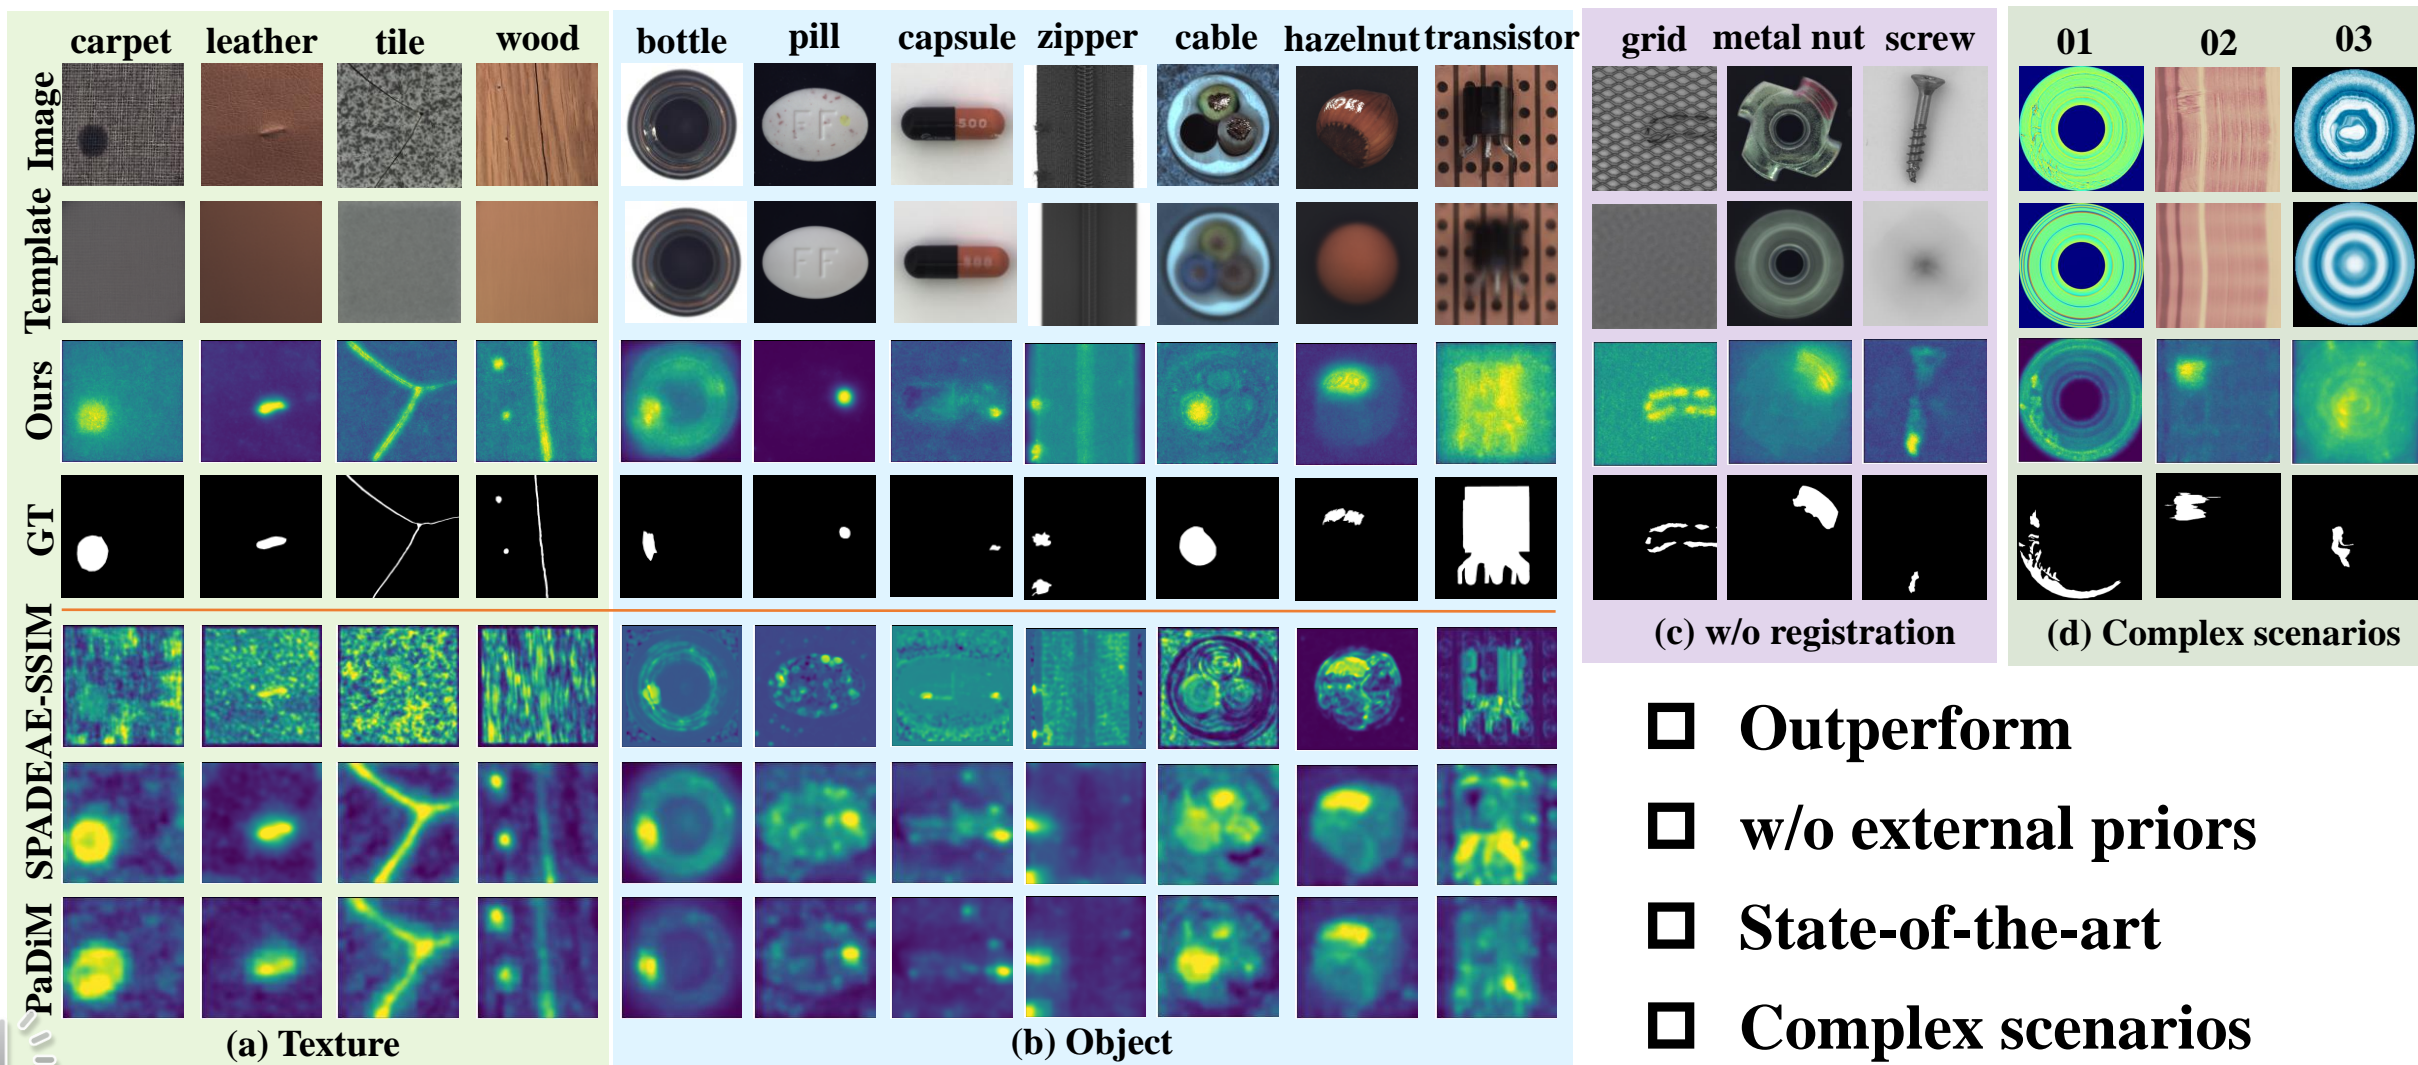 carpet leather tile wood bottle pill capsule zipper cable hazelnut transistor grid metal nut screw 01 02 03
Image
Template
Ours
GT
SPADEAE-SSIM
PaDiM
(a) Texture
(b) Object
(c) w/o registration
(d) Complex scenarios
Outperform
w/o external priors
State-of-the-art
Complex scenarios
FF
500
FF